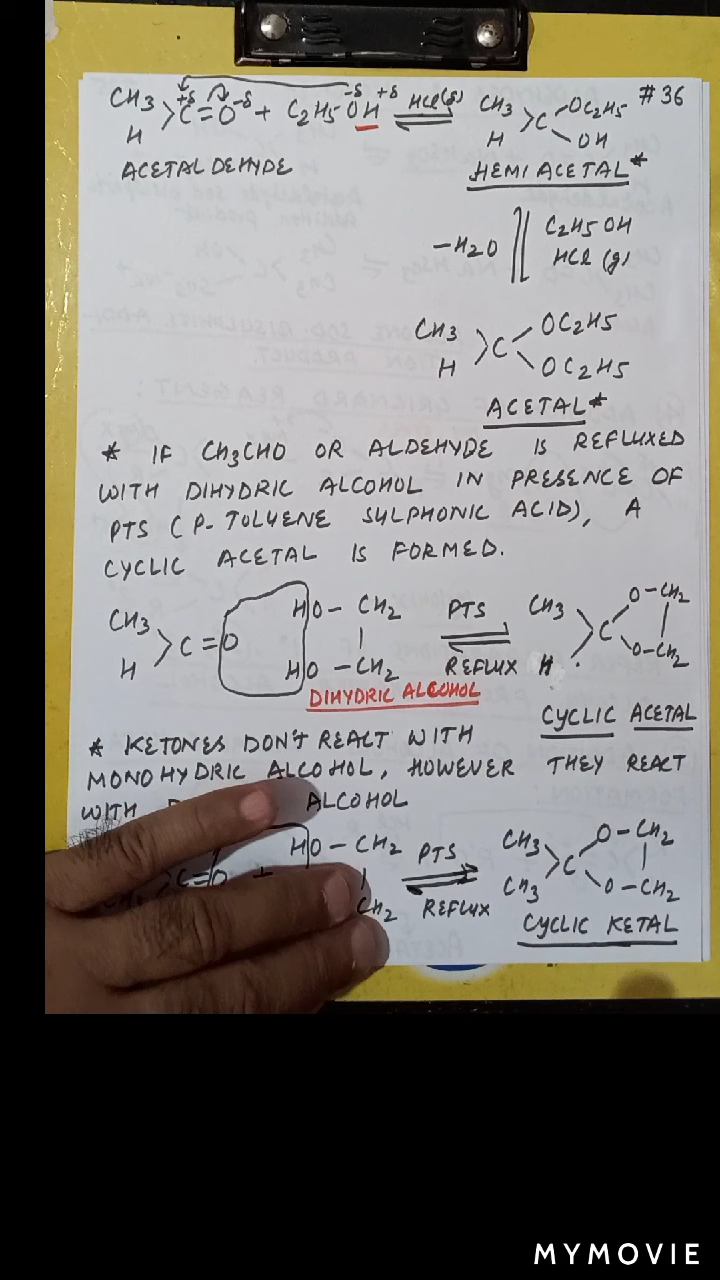 #36
CH3 H >C=O + C2H5OH ⇌ HCl(g) CH3 H >C< OC2H5 OH
+δ -δ -δ +δ
ACETALDEHYDE HEMI ACETAL*
-H2O C2H5OH
HCl (g)
CH3 H >C< OC2H5 OC2H5
ACETAL*
* IF CH3CHO OR ALDEHYDE IS REFLUXED
WITH DIHYDRIC ALCOHOL IN PRESENCE OF
PTS (P-TOLUENE SULPHONIC ACID), A
CYCLIC ACETAL IS FORMED.
CH3 H >C=O HO-CH2 | HO-CH2 PTS ⇌ REFLUX CH3 H >C< O-CH2 | O-CH2
DIHYDRIC ALCOHOL
CYCLIC ACETAL
* KETONES DON'T REACT WITH
MONOHYDRIC ALCOHOL, HOWEVER THEY REACT
WITH ALCOHOL
C=O + HO-CH2 | CH2 PTS ⇌ REFLUX CH3 CH3 >C< O-CH2 | O-CH2
CYCLIC KETAL
MYMOVIE